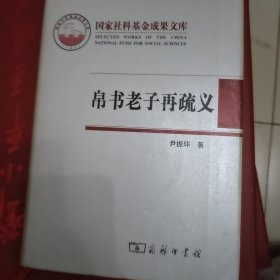 国家社科基金成果文库
SELECTED WORKS OF THE CHINA
NATIONAL FUND FOR SOCIAL SCIENCES
帛书老子再疏义
尹振环 著
商务印书馆